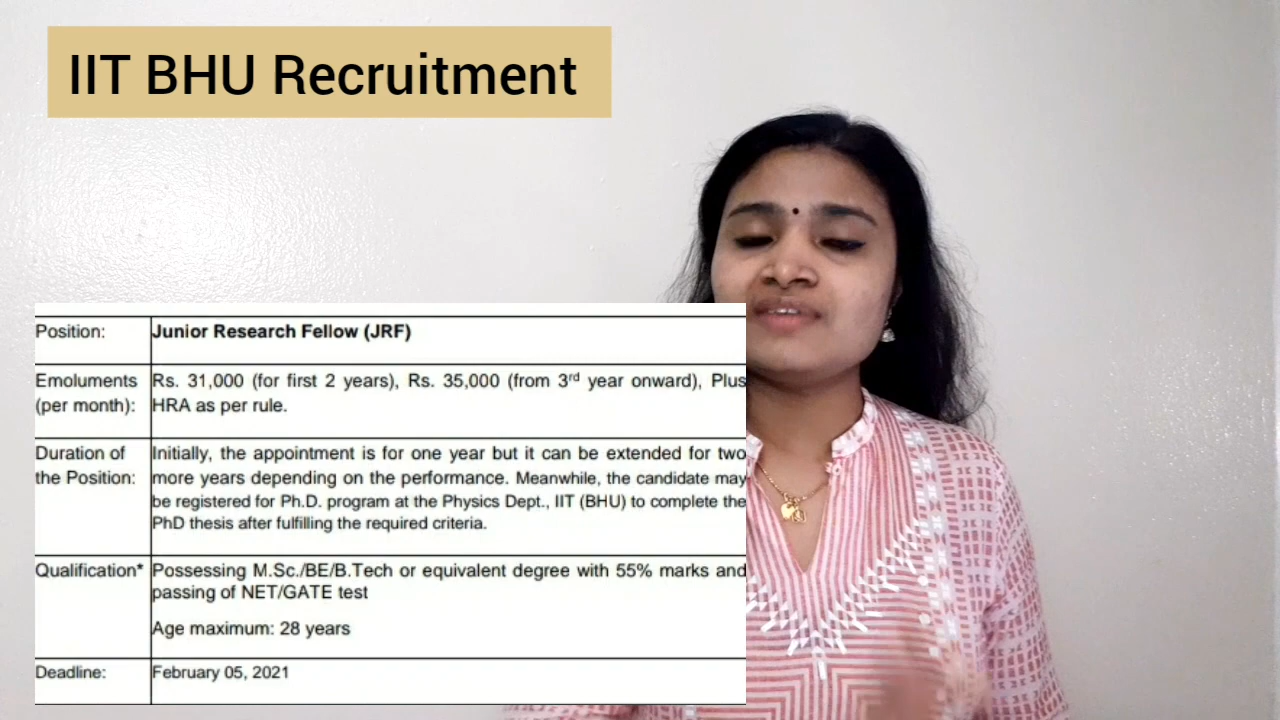 IIT BHU Recruitment
Position: Junior Research Fellow (JRF)
Emoluments (per month): Rs. 31,000 (for first 2 years), Rs. 35,000 (from 3rd year onward), Plus
HRA as per rule.
Duration of the Position: Initially, the appointment is for one year but it can be extended for two
more years depending on the performance. Meanwhile, the candidate may
be registered for Ph.D. program at the Physics Dept., IIT (BHU) to complete the
PhD thesis after fulfilling the required criteria.
Qualification* Possessing M.Sc./BE/B.Tech or equivalent degree with 55% marks and
passing of NET/GATE test
Age maximum: 28 years
Deadline: February 05, 2021